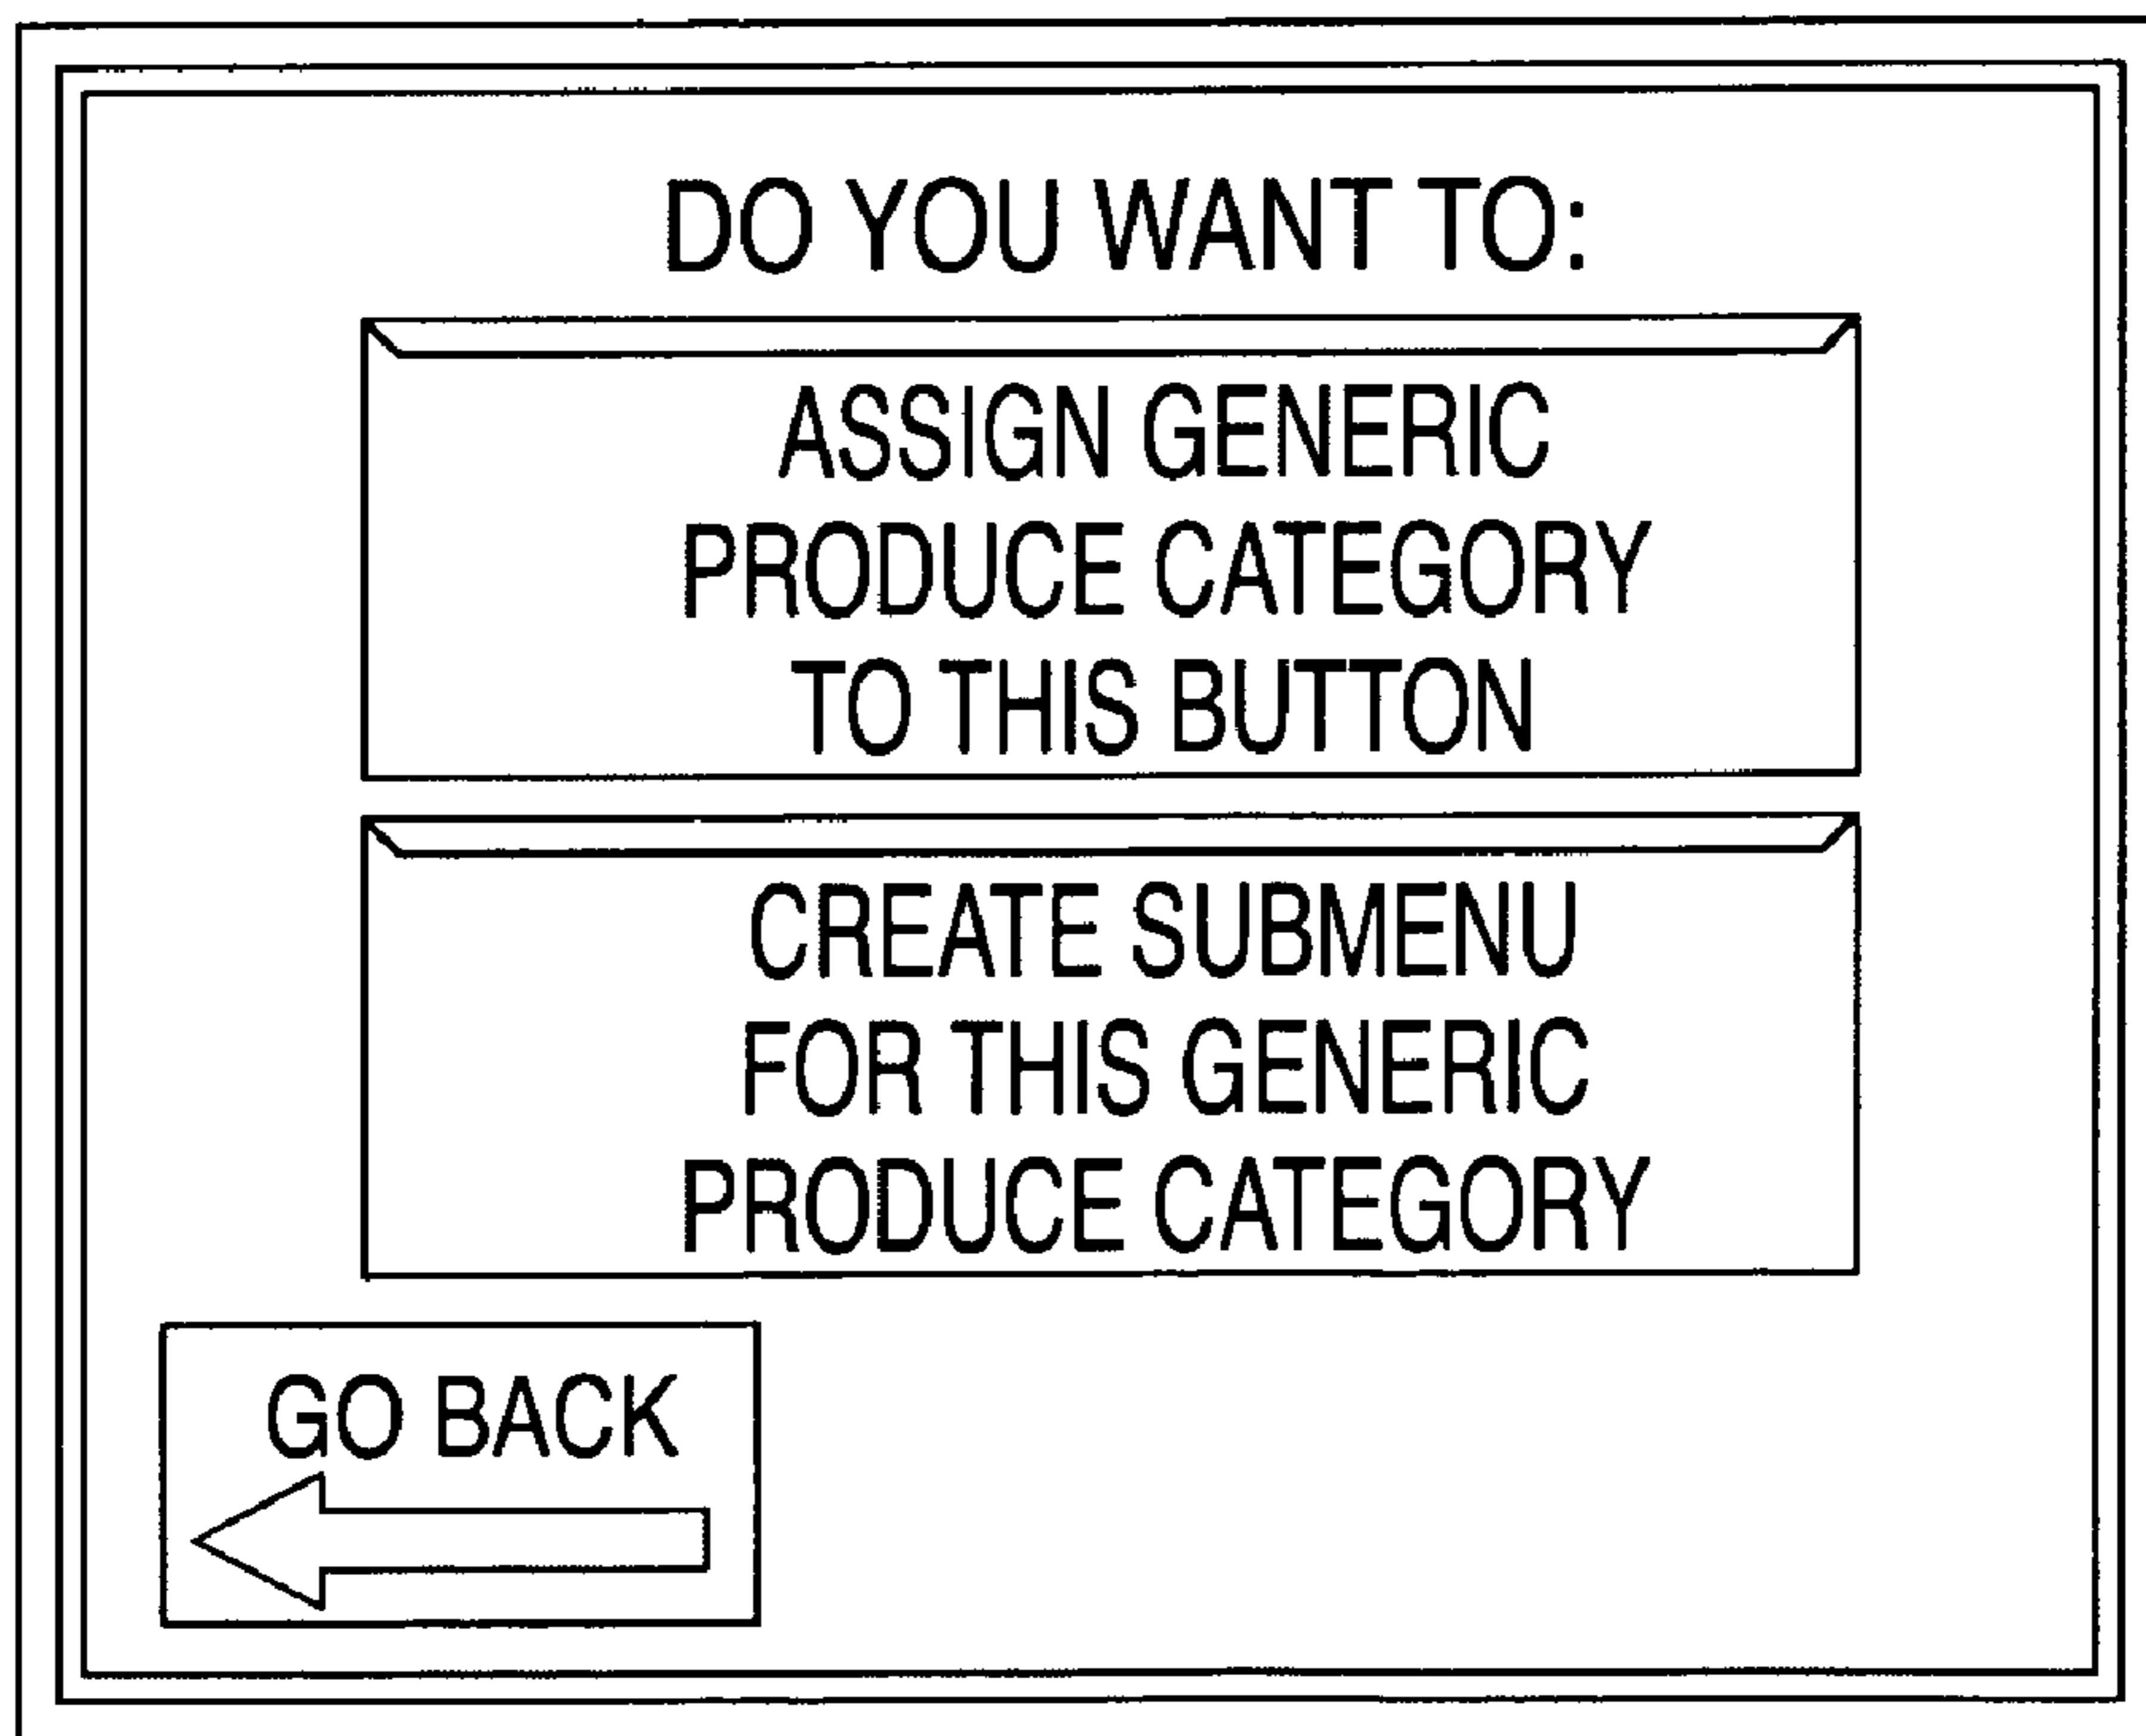 DO YOU WANT TO:
ASSIGN GENERIC
PRODUCE CATEGORY
TO THIS BUTTON
CREATE SUBMENU
FOR THIS GENERIC
PRODUCE CATEGORY
GO BACK